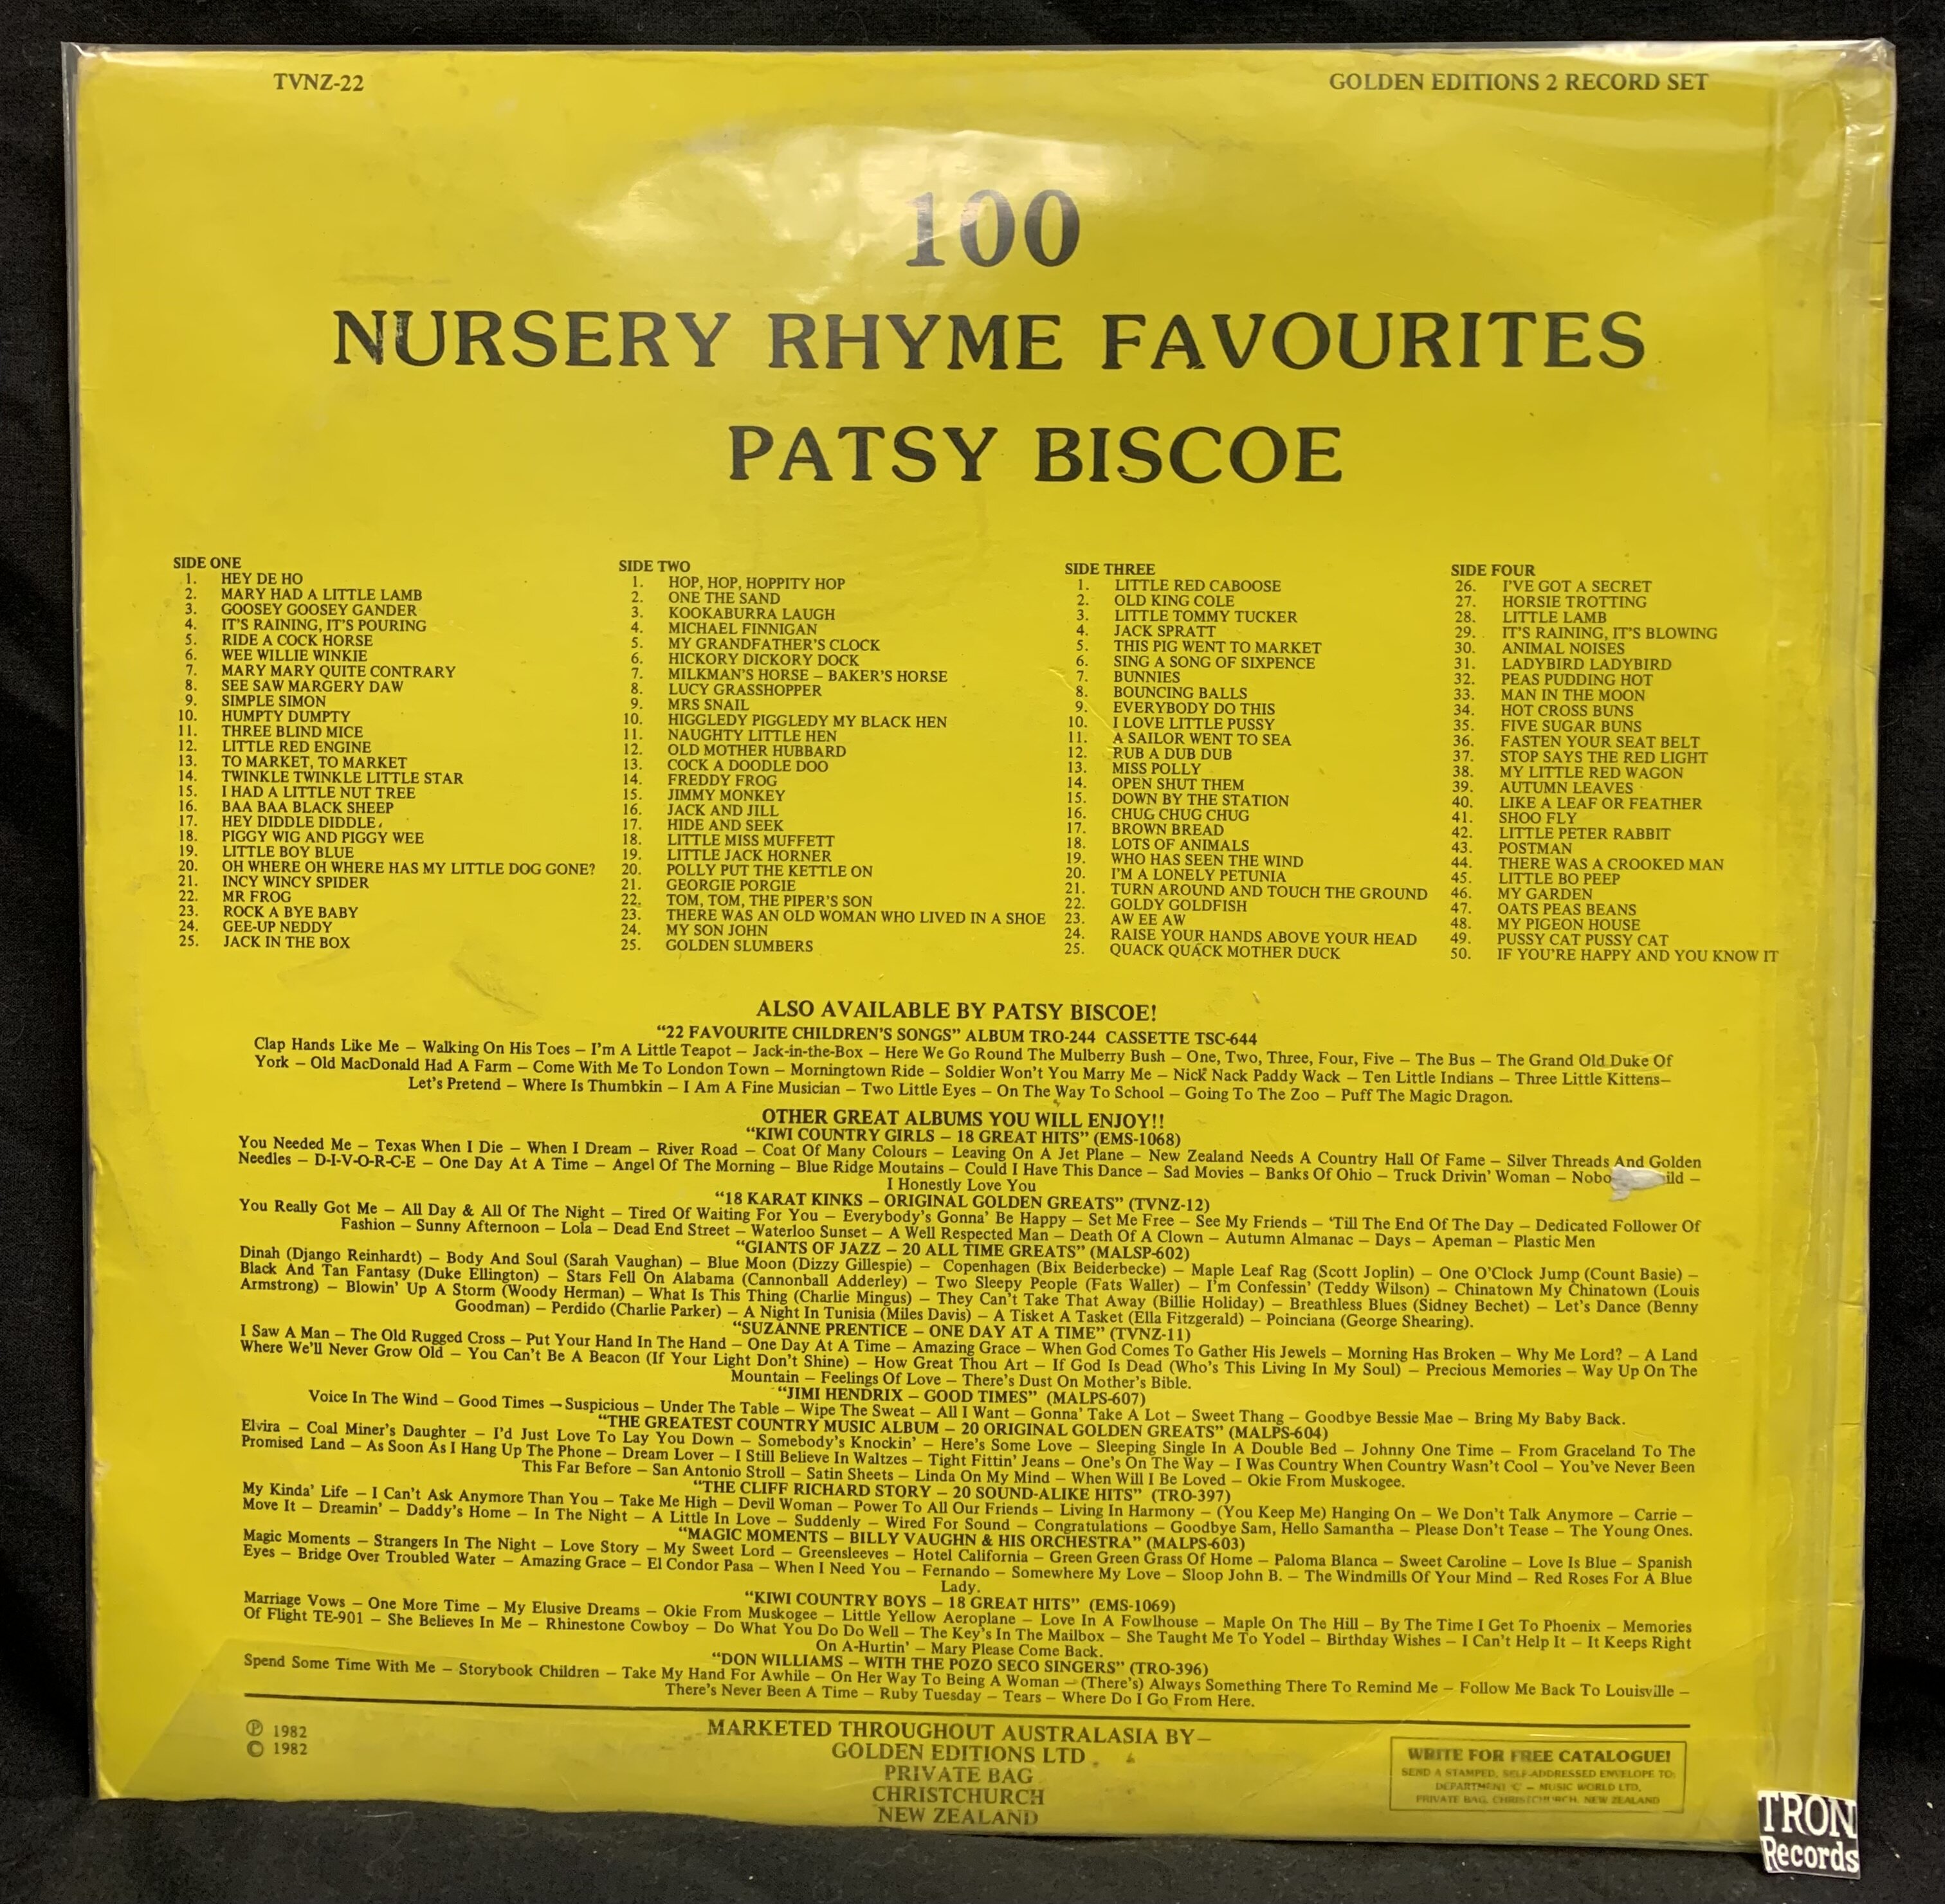 TVNZ-22
GOLDEN EDITIONS 2 RECORD SET
100
NURSERY RHYME FAVOURITES
PATSY BISCOE
SIDE ONE
1. HEY DE HO
2. MARY HAD A LITTLE LAMB
3. GOOSEY GOOSEY GANDER
4. IT'S RAINING, IT'S POURING
5. RIDE A COCK HORSE
6. WEE WILLIE WINKIE
7. MARY MARY QUITE CONTRARY
8. SEE SAW MARGERY DAW
9. SIMPLE SIMON
10. HUMPTY DUMPTY
11. THREE BLIND MICE
12. LITTLE RED ENGINE
13. TO MARKET, TO MARKET
14. TWINKLE TWINKLE LITTLE STAR
15. I HAD A LITTLE NUT TREE
16. BAA BAA BLACK SHEEP
17. HEY DIDDLE DIDDLE
18. PIGGY WIG AND PIGGY WEE
19. LITTLE BOY BLUE
20. OH WHERE OH WHERE HAS MY LITTLE DOG GONE?
21. INCY WINCY SPIDER
22. MR FROG
23. ROCK A BYE BABY
24. GEE-UP NEDDY
25. JACK IN THE BOX
SIDE TWO
1. HOP, HOP, HOPPITY HOP
2. ONE THE SAND
3. KOOKABURRA LAUGH
4. MICHAEL FINNIGAN
5. MY GRANDFATHER'S CLOCK
6. HICKORY DICKORY DOCK
7. MILKMAN'S HORSE – BAKER'S HORSE
8. LUCY GRASSHOPPER
9. MRS SNAIL
10. HIGGLEDY PIGGLEDY MY BLACK HEN
11. NAUGHTY LITTLE HEN
12. OLD MOTHER HUBBARD
13. COCK A DOODLE DOO
14. FREDDY FROG
15. JIMMY MONKEY
16. JACK AND JILL
17. HIDE AND SEEK
18. LITTLE MISS MUFFETT
19. LITTLE JACK HORNER
20. POLLY PUT THE KETTLE ON
21. GEORGIE PORGIE
22. TOM, TOM, THE PIPER'S SON
23. THERE WAS AN OLD WOMAN WHO LIVED IN A SHOE
24. MY SON JOHN
25. GOLDEN SLUMBERS
SIDE THREE
1. LITTLE RED CABOOSE
2. OLD KING COLE
3. LITTLE TOMMY TUCKER
4. JACK SPRATT
5. THIS PIG WENT TO MARKET
6. SING A SONG OF SIXPENCE
7. BUNNIES
8. BOUNCING BALLS
9. EVERYBODY DO THIS
10. I LOVE LITTLE PUSSY
11. A SAILOR WENT TO SEA
12. RUB A DUB DUB
13. MISS POLLY
14. OPEN SHUT THEM
15. DOWN BY THE STATION
16. CHUG CHUG CHUG
17. BROWN BREAD
18. LOTS OF ANIMALS
19. WHO HAS SEEN THE WIND
20. I'M A LONELY PETUNIA
21. TURN AROUND AND TOUCH THE GROUND
22. GOLDY GOLDFISH
23. AW EE AW
24. RAISE YOUR HANDS ABOVE YOUR HEAD
25. QUACK QUACK MOTHER DUCK
SIDE FOUR
26. I'VE GOT A SECRET
27. HORSIE TROTTING
28. LITTLE LAMB
29. IT'S RAINING, IT'S BLOWING
30. ANIMAL NOISES
31. LADYBIRD LADYBIRD
32. PEAS PUDDING HOT
33. MAN IN THE MOON
34. HOT CROSS BUNS
35. FIVE SUGAR BUNS
36. FASTEN YOUR SEAT BELT
37. STOP SAYS THE RED LIGHT
38. MY LITTLE RED WAGON
39. AUTUMN LEAVES
40. LIKE A LEAF OR FEATHER
41. SHOO FLY
42. LITTLE PETER RABBIT
43. POSTMAN
44. THERE WAS A CROOKED MAN
45. LITTLE BO PEEP
46. MY GARDEN
47. OATS PEAS BEANS
48. MY PIGEON HOUSE
49. PUSSY CAT PUSSY CAT
50. IF YOU'RE HAPPY AND YOU KNOW IT
ALSO AVAILABLE BY PATSY BISCOE!
"22 FAVOURITE CHILDREN'S SONGS" ALBUM TRO-244 CASSETTE TSC-644
Clap Hands Like Me – Walking On His Toes – I'm A Little Teapot – Jack-in-the-Box – Here We Go Round The Mulberry Bush – One, Two, Three, Four, Five – The Bus – The Grand Old Duke Of
York – Old MacDonald Had A Farm – Come With Me To London Town – Morningtown Ride – Soldier Won't You Marry Me – Nick Nack Paddy Wack – Ten Little Indians – Three Little Kittens–
Let's Pretend – Where Is Thumbkin – I Am A Fine Musician – Two Little Eyes – On The Way To School – Going To The Zoo – Puff The Magic Dragon.
OTHER GREAT ALBUMS YOU WILL ENJOY!!
"KIWI COUNTRY GIRLS – 18 GREAT HITS" (EMS-1068)
You Needed Me – Texas When I Die – When I Dream – River Road – Coat Of Many Colours – Leaving On A Jet Plane – New Zealand Needs A Country Hall Of Fame – Silver Threads And Golden
Needles – D-I-V-O-R-C-E – One Day At A Time – Angel Of The Morning – Blue Ridge Moutains – Could I Have This Dance – Sad Movies – Banks Of Ohio – Truck Drivin' Woman – Nobo ild –
I Honestly Love You
"18 KARAT KINKS – ORIGINAL GOLDEN GREATS" (TVNZ-12)
You Really Got Me – All Day & All Of The Night – Tired Of Waiting For You – Everybody's Gonna' Be Happy – Set Me Free – See My Friends – 'Till The End Of The Day – Dedicated Follower Of
Fashion – Sunny Afternoon – Lola – Dead End Street – Waterloo Sunset – A Well Respected Man – Death Of A Clown – Autumn Almanac – Days – Apeman – Plastic Men
"GIANTS OF JAZZ – 20 ALL TIME GREATS" (MALSP-602)
Dinah (Django Reinhardt) – Body And Soul (Sarah Vaughan) – Blue Moon (Dizzy Gillespie) – Copenhagen (Bix Beiderbecke) – Maple Leaf Rag (Scott Joplin) – One O'Clock Jump (Count Basie) –
Black And Tan Fantasy (Duke Ellington) – Stars Fell On Alabama (Cannonball Adderley) – Two Sleepy People (Fats Waller) – I'm Confessin' (Teddy Wilson) – Chinatown My Chinatown (Louis
Armstrong) – Blowin' Up A Storm (Woody Herman) – What Is This Thing (Charlie Mingus) – They Can't Take That Away (Billie Holiday) – Breathless Blues (Sidney Bechet) – Let's Dance (Benny
Goodman) – Perdido (Charlie Parker) – A Night In Tunisia (Miles Davis) – A Tisket A Tasket (Ella Fitzgerald) – Poinciana (George Shearing).
"SUZANNE PRENTICE – ONE DAY AT A TIME" (TVNZ-11)
I Saw A Man – The Old Rugged Cross – Put Your Hand In The Hand – One Day At A Time – Amazing Grace – When God Comes To Gather His Jewels – Morning Has Broken – Why Me Lord? – A Land
Where We'll Never Grow Old – You Can't Be A Beacon (If Your Light Don't Shine) – How Great Thou Art – If God Is Dead (Who's This Living In My Soul) – Precious Memories – Way Up On The
Mountain – Feelings Of Love – There's Dust On Mother's Bible.
"JIMI HENDRIX – GOOD TIMES" (MALPS-607)
Voice In The Wind – Good Times – Suspicious – Under The Table – Wipe The Sweat – All I Want – Gonna' Take A Lot – Sweet Thang – Goodbye Bessie Mae – Bring My Baby Back.
"THE GREATEST COUNTRY MUSIC ALBUM – 20 ORIGINAL GOLDEN GREATS" (MALPS-604)
Elvira – Coal Miner's Daughter – I'd Just Love To Lay You Down – Somebody's Knockin' – Here's Some Love – Sleeping Single In A Double Bed – Johnny One Time – From Graceland To The
Promised Land – As Soon As I Hang Up The Phone – Dream Lover – I Still Believe In Waltzes – Tight Fittin' Jeans – One's On The Way – I Was Country When Country Wasn't Cool – You've Never Been
This Far Before – San Antonio Stroll – Satin Sheets – Linda On My Mind – When Will I Be Loved – Okie From Muskogee.
"THE CLIFF RICHARD STORY – 20 SOUND-ALIKE HITS" (TRO-397)
My Kinda' Life – I Can't Ask Anymore Than You – Take Me High – Devil Woman – Power To All Our Friends – Living In Harmony – (You Keep Me) Hanging On – We Don't Talk Anymore – Carrie –
Move It – Dreamin' – Daddy's Home – In The Night – A Little In Love – Suddenly – Wired For Sound – Congratulations – Goodbye Sam, Hello Samantha – Please Don't Tease – The Young Ones.
"MAGIC MOMENTS – BILLY VAUGHN & HIS ORCHESTRA" (MALPS-603)
Magic Moments – Strangers In The Night – Love Story – My Sweet Lord – Greensleeves – Hotel California – Green Green Grass Of Home – Paloma Blanca – Sweet Caroline – Love Is Blue – Spanish
Eyes – Bridge Over Troubled Water – Amazing Grace – El Condor Pasa – When I Need You – Fernando – Somewhere My Love – Sloop John B. – The Windmills Of Your Mind – Red Roses For A Blue
Lady.
"KIWI COUNTRY BOYS – 18 GREAT HITS" (EMS-1069)
Marriage Vows – One More Time – My Elusive Dreams – Okie From Muskogee – Little Yellow Aeroplane – Love In A Fowlhouse – Maple On The Hill – By The Time I Get To Phoenix – Memories
Of Flight TE-901 – She Believes In Me – Rhinestone Cowboy – Do What You Do Do Well – The Key's In The Mailbox – She Taught Me To Yodel – Birthday Wishes – I Can't Help It – It Keeps Right
On A-Hurtin' – Mary Please Come Back.
"DON WILLIAMS – WITH THE POZO SECO SINGERS" (TRO-396)
Spend Some Time With Me – Storybook Children – Take My Hand For Awhile – On Her Way To Being A Woman – (There's) Always Something There To Remind Me – Follow Me Back To Louisville –
There's Never Been A Time – Ruby Tuesday – Tears – Where Do I Go From Here.
℗ 1982
© 1982
MARKETED THROUGHOUT AUSTRALASIA BY–
GOLDEN EDITIONS LTD
PRIVATE BAG
CHRISTCHURCH
NEW ZEALAND
WRITE FOR FREE CATALOGUE!
SEND A STAMPED, SELF-ADDRESSED ENVELOPE TO:
DEPARTMENT 'C' – MUSIC WORLD LTD,
PRIVATE BAG, CHRISTCHURCH, NEW ZEALAND
TRON
Records